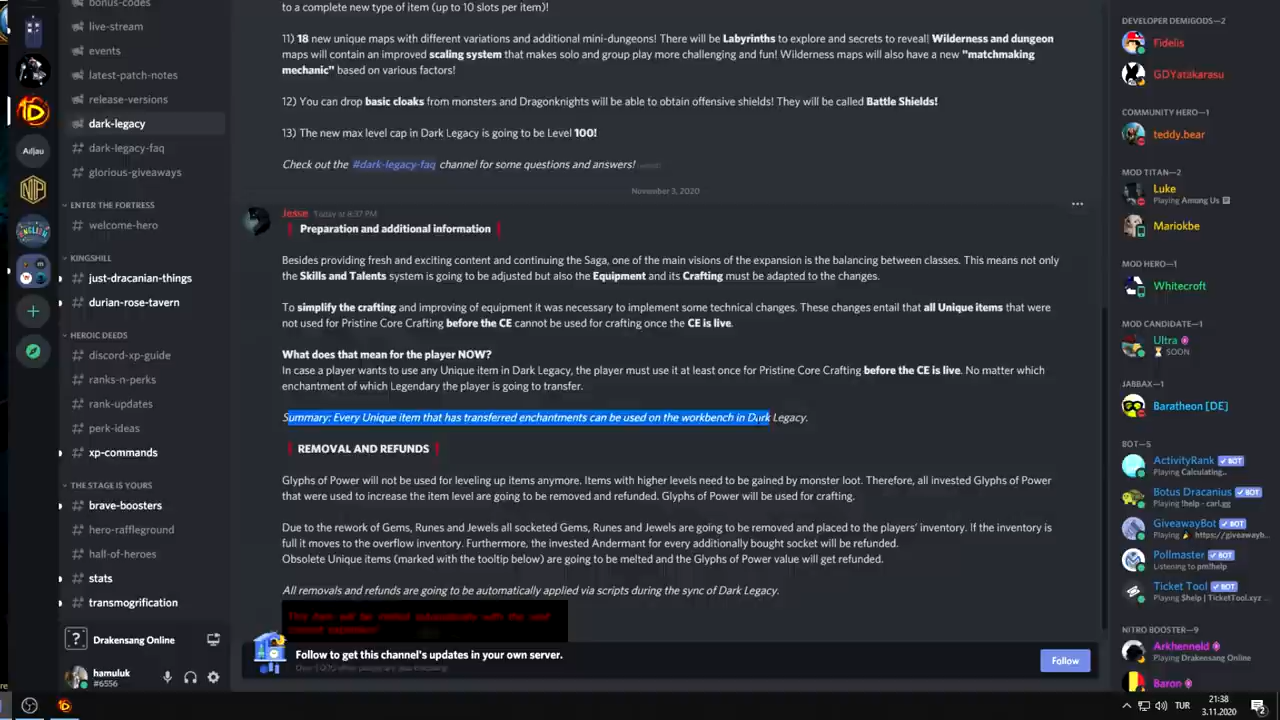 bonus-codes
live-stream
events
latest-patch-notes
release-versions
dark-legacy
dark-legacy-faq
glorious-giveaways
ENTER THE FORTRESS
welcome-hero
KINGSHILL
just-dracanian-things
durian-rose-tavern
HEROIC DEEDS
discord-xp-guide
ranks-n-perks
rank-updates
perk-ideas
xp-commands
THE STAGE IS YOURS
brave-boosters
hero-raffleground
hall-of-heroes
stats
transmogrification
Ailjau
Drakensang Online
hamuluk
#6556
to a complete new type of item (up to 10 slots per item)!
11) 18 new unique maps with different variations and additional mini-dungeons! There will be Labyrinths to explore and secrets to reveal! Wilderness and dungeon
maps will contain an improved scaling system that makes solo and group play more challenging and fun! Wilderness maps will also have a new "matchmaking
mechanic" based on various factors!
12) You can drop basic cloaks from monsters and Dragonknights will be able to obtain offensive shields! They will be called Battle Shields!
13) The new max level cap in Dark Legacy is going to be Level 100!
Check out the #dark-legacy-faq channel for some questions and answers!
November 3, 2020
Jesse Today at 8:37 PM
Preparation and additional information
Besides providing fresh and exciting content and continuing the Saga, one of the main visions of the expansion is the balancing between classes. This means not only
the Skills and Talents system is going to be adjusted but also the Equipment and its Crafting must be adapted to the changes.
To simplify the crafting and improving of equipment it was necessary to implement some technical changes. These changes entail that all Unique items that were
not used for Pristine Core Crafting before the CE cannot be used for crafting once the CE is live.
What does that mean for the player NOW?
In case a player wants to use any Unique item in Dark Legacy, the player must use it at least once for Pristine Core Crafting before the CE is live. No matter which
enchantment of which Legendary the player is going to transfer.
Summary: Every Unique item that has transferred enchantments can be used on the workbench in Dark Legacy.
REMOVAL AND REFUNDS
Glyphs of Power will not be used for leveling up items anymore. Items with higher levels need to be gained by monster loot. Therefore, all invested Glyphs of Power
that were used to increase the item level are going to be removed and refunded. Glyphs of Power will be used for crafting.
Due to the rework of Gems, Runes and Jewels all socketed Gems, Runes and Jewels are going to be removed and placed to the players' inventory. If the inventory is
full it moves to the overflow inventory. Furthermore, the invested Andermant for every additionally bought socket will be refunded.
Obsolete Unique items (marked with the tooltip below) are going to be melted and the Glyphs of Power value will get refunded.
All removals and refunds are going to be automatically applied via scripts during the sync of Dark Legacy.
This item will be melted automatically with the next
Follow to get this channel's updates in your own server.
Follow
DEVELOPER DEMIGODS—2
Fidelis
GDYatakarasu
COMMUNITY HERO—1
teddy.bear
MOD TITAN—2
Luke
Playing Among Us
Mariokbe
MOD HERO—1
Whitecroft
MOD CANDIDATE—1
Ultra
SOON
JABBAX—1
Baratheon [DE]
BOT—5
ActivityRank BOT
Playing Calculating..
Botus Dracanius BOT
Playing !help - carl.gg
GiveawayBot BOT
Playing https://giveawayb...
Pollmaster BOT
Listening to pm!help
Ticket Tool BOT
Playing $help | TicketTool.xyz ...
NITRO BOOSTER—9
Arkhenneld
Playing Drakensang Online
Baron
TUR
21:38
3.11.2020
2